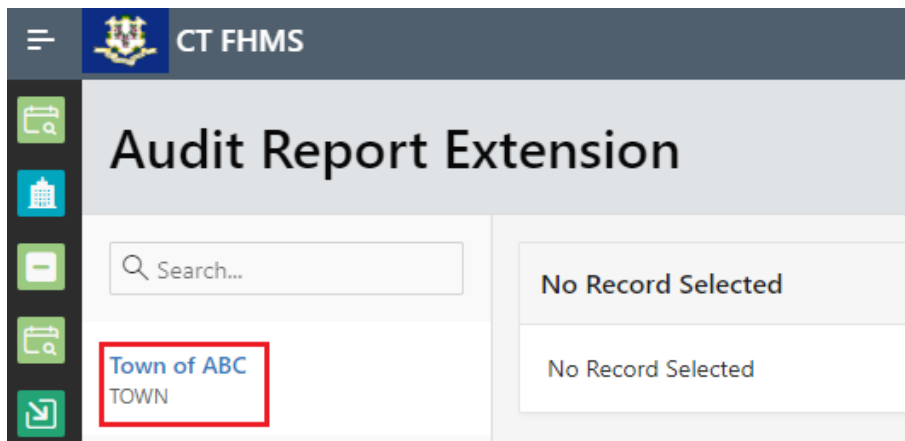 CT FHMS
Audit Report Extension
Search...
Town of ABC
TOWN
No Record Selected
No Record Selected